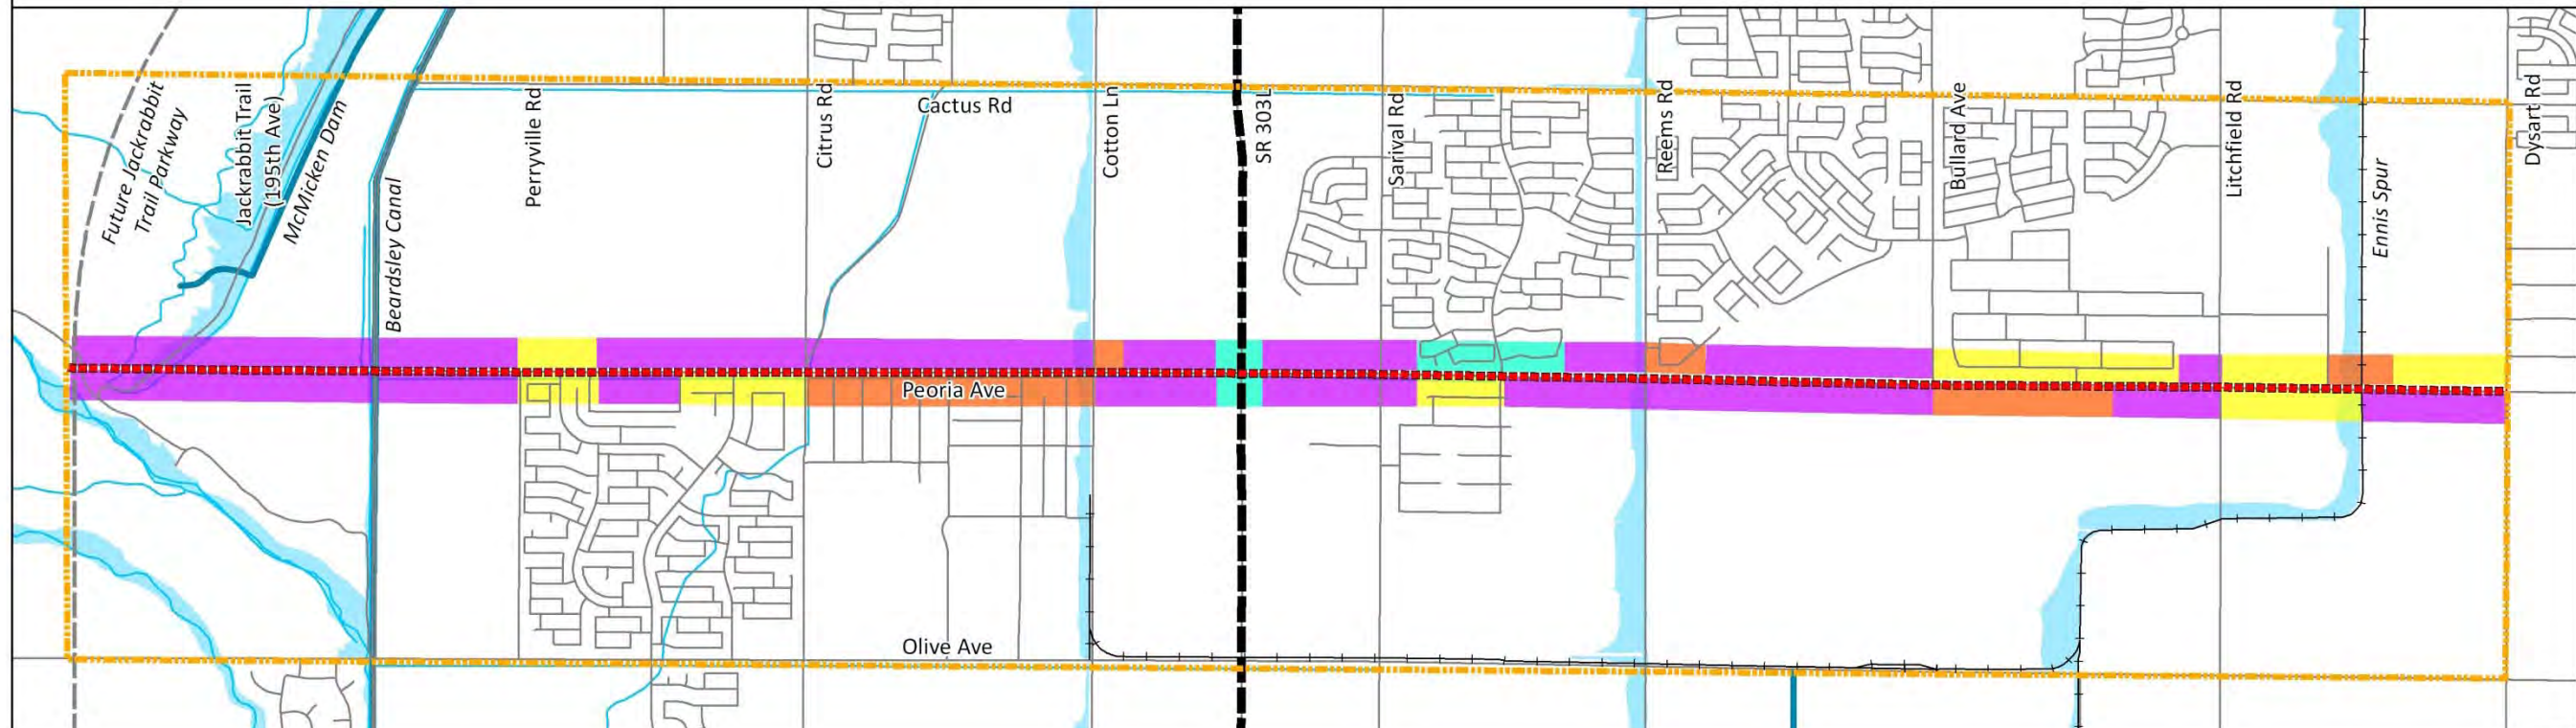 Future Jackrabbit
Trail Parkway
Jackrabbit Trail
(195th Ave)
McMicken Dam
Beardsley Canal
Perryville Rd
Citrus Rd
Cactus Rd
Cotton Ln
SR 303L
Sarival Rd
Reems Rd
Bullard Ave
Litchfield Rd
Ennis Spur
Dysart Rd
Peoria Ave
Olive Ave